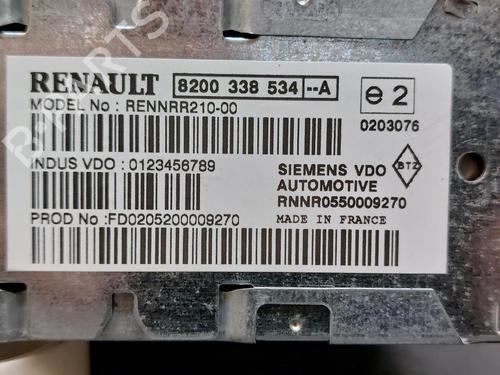 RENAULT 8200 338 534 --A
MODEL No : RENNRR210-00
e 2
0203076
INDUS VDO : 0123456789
SIEMENS VDO
AUTOMOTIVE
RNNR0550009270
BTZ
PROD No :FD0205200009270
MADE IN FRANCE